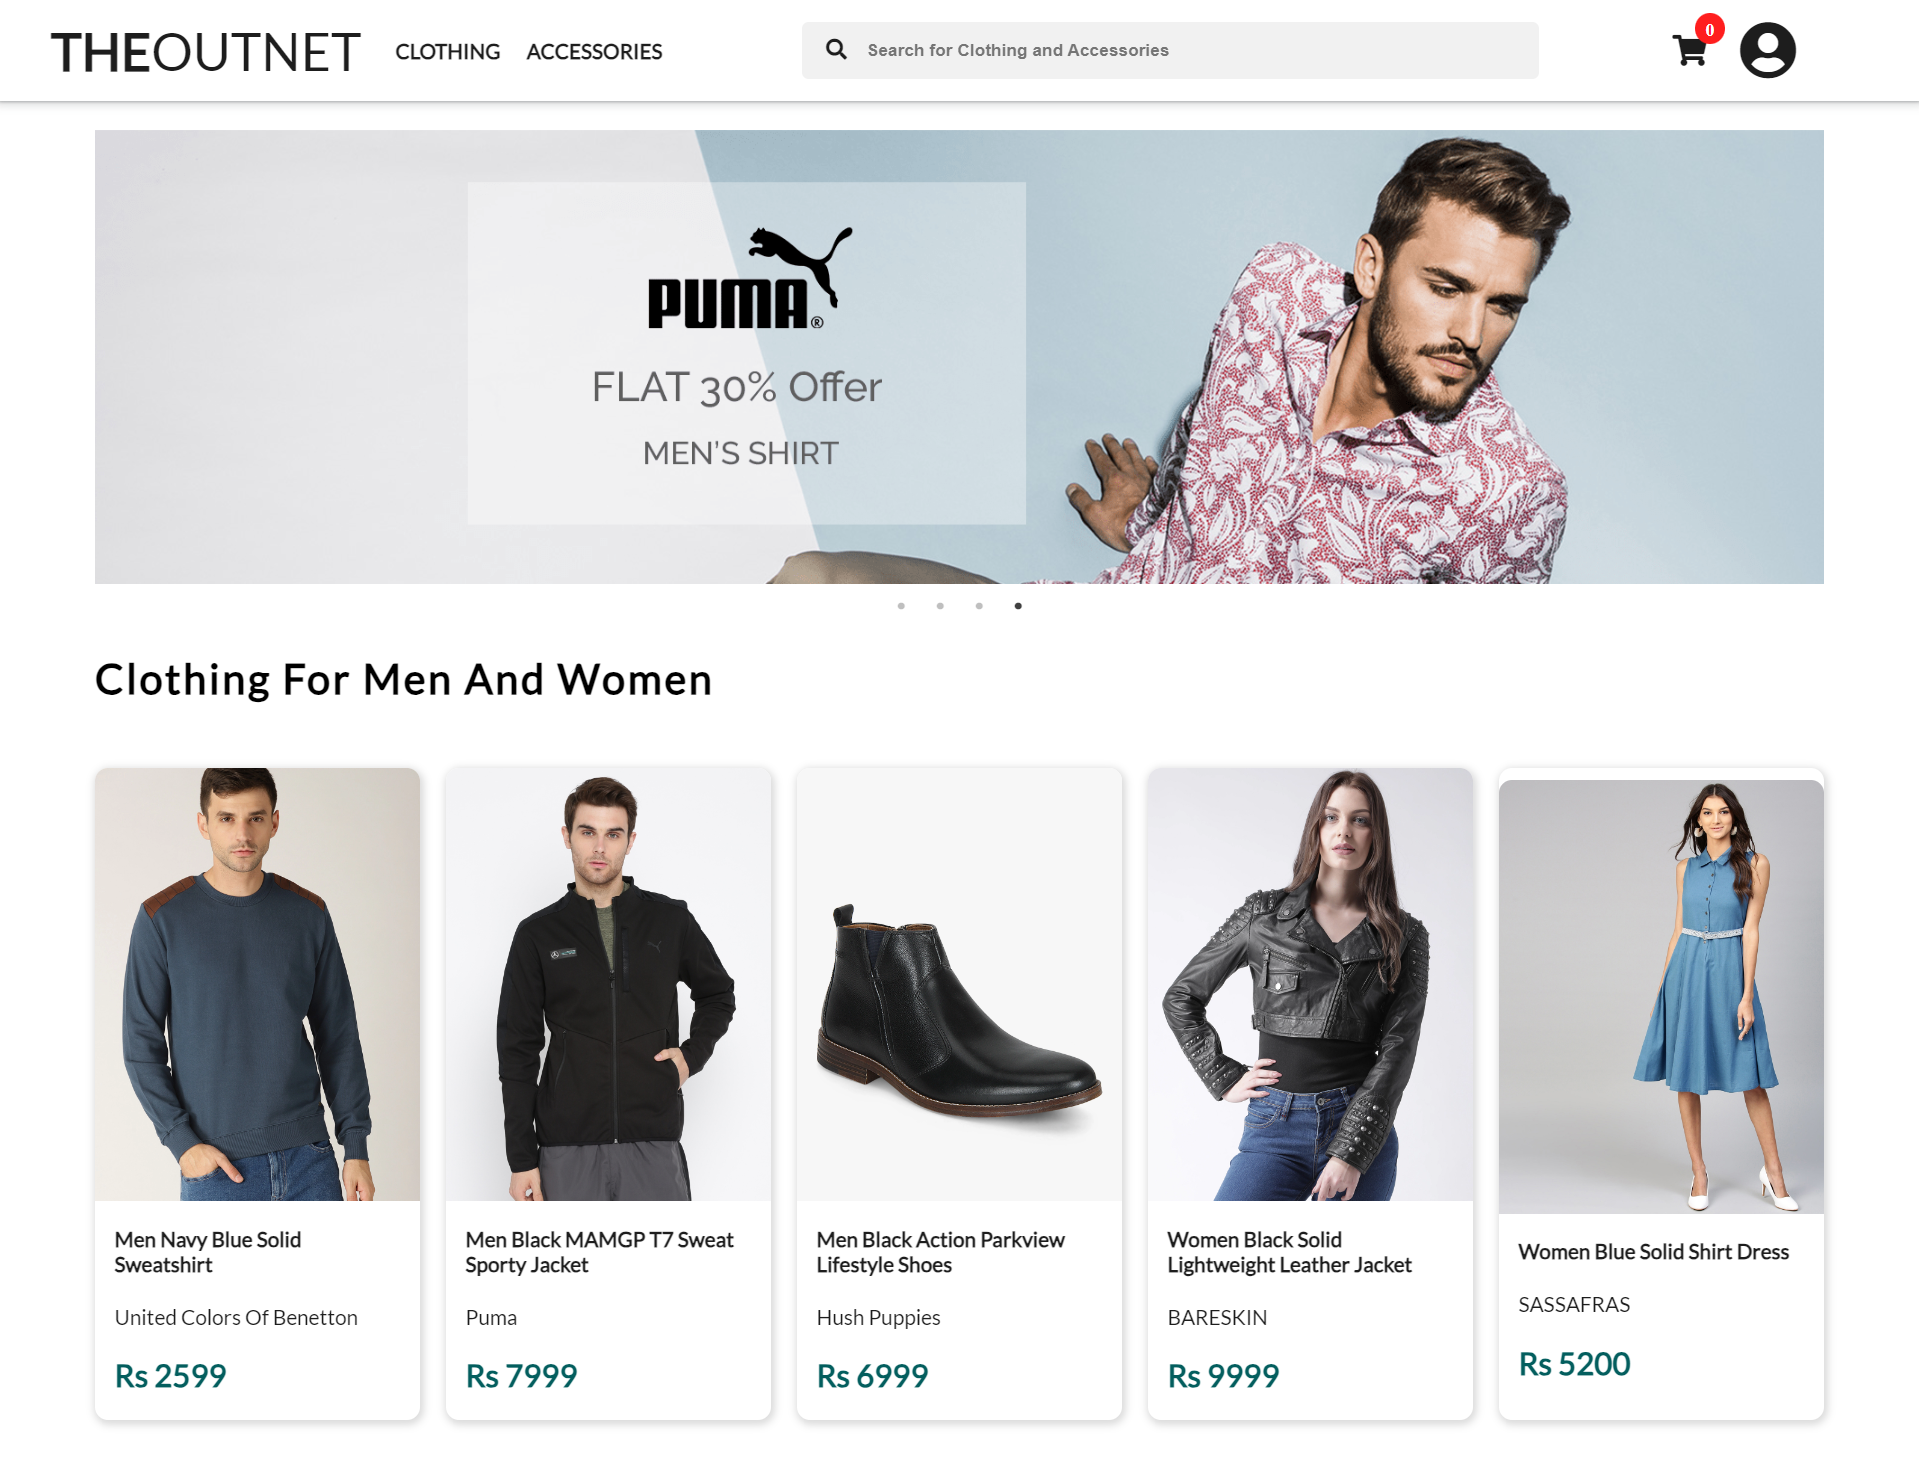 THEOUTNET
CLOTHING
ACCESSORIES
Search for Clothing and Accessories
0
PUMA®
FLAT 30% Offer
MEN'S SHIRT
Clothing For Men And Women
Men Navy Blue Solid
Sweatshirt
United Colors Of Benetton
Rs 2599
Men Black MAMGP T7 Sweat
Sporty Jacket
Puma
Rs 7999
Men Black Action Parkview
Lifestyle Shoes
Hush Puppies
Rs 6999
Women Black Solid
Lightweight Leather Jacket
BARESKIN
Rs 9999
Women Blue Solid Shirt Dress
SASSAFRAS
Rs 5200